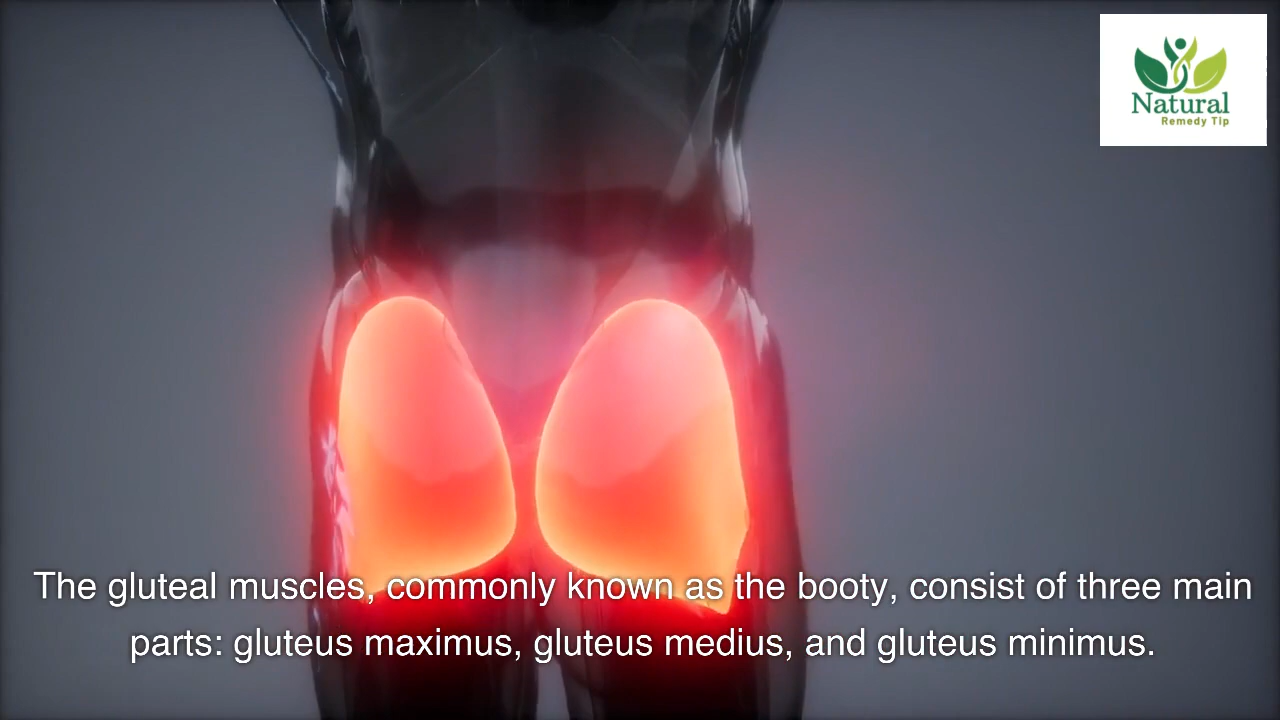 Natural
Remedy Tip
The gluteal muscles, commonly known as the booty, consist of three main
parts: gluteus maximus, gluteus medius, and gluteus minimus.